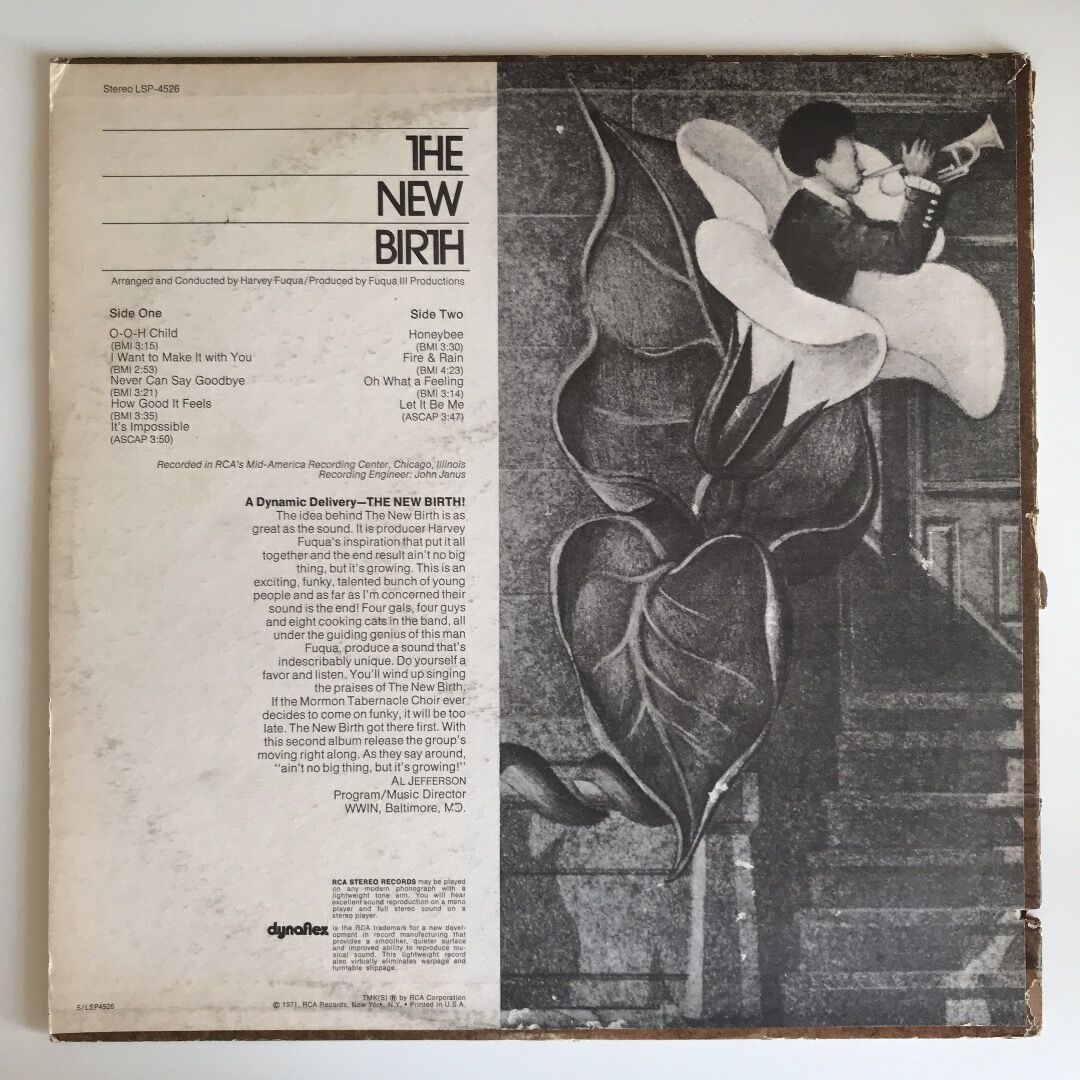 Stereo LSP-4526
THE
NEW
BIRTH
Arranged and Conducted by Harvey Fuqua/Produced by Fuqua III Productions
Side One
O-O-H Child
(BMI 3:15)
I Want to Make It with You
(BMI 2:53)
Never Can Say Goodbye
(BMI 3:21)
How Good It Feels
(BMI 3:35)
It's Impossible
(ASCAP 3:50)
Side Two
Honeybee
(BMI 3:30)
Fire & Rain
(BMI 4:23)
Oh What a Feeling
(BMI 3:14)
Let It Be Me
(ASCAP 3:47)
Recorded in RCA's Mid-America Recording Center, Chicago, Illinois
Recording Engineer: John Janus
A Dynamic Delivery—THE NEW BIRTH!
The idea behind The New Birth is as
great as the sound. It is producer Harvey
Fuqua's inspiration that put it all
together and the end result ain't no big
thing, but it's growing. This is an
exciting, funky, talented bunch of young
people and as far as I'm concerned their
sound is the end! Four gals, four guys
and eight cooking cats in the band, all
under the guiding genius of this man
Fuqua, produce a sound that's
indescribably unique. Do yourself a
favor and listen. You'll wind up singing
the praises of The New Birth.
If the Mormon Tabernacle Choir ever
decides to come on funky, it will be too
late. The New Birth got there first. With
this second album release the group's
moving right along. As they say around,
"ain't no big thing, but it's growing!"
AL JEFFERSON
Program/Music Director
WWIN, Baltimore, MD.
RCA STEREO RECORDS may be played
on any modern phonograph with a
lightweight tone arm. You will hear
excellent sound reproduction on a mono
player and full stereo sound on a
stereo player.
dynaflex is the RCA trademark for a new devel-
opment in record manufacturing that
provides a smoother, quieter surface
and improved ability to reproduce mu-
sical sound. This lightweight record
also virtually eliminates warpage and
turntable slippage.
TMK(S) ® by RCA Corporation
© 1971, RCA Records, New York, N.Y. • Printed in U.S.A.
5/LSP4526